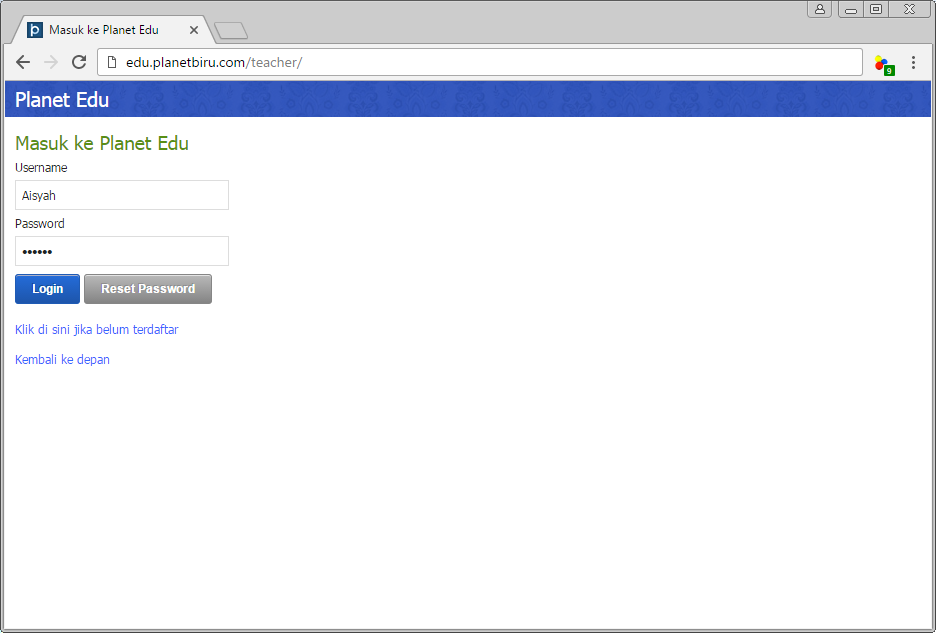 Masuk ke Planet Edu
edu.planetbiru.com/teacher/
9
Planet Edu
Masuk ke Planet Edu
Username
Aisyah
Password
••••••
Login Reset Password
Klik di sini jika belum terdaftar
Kembali ke depan